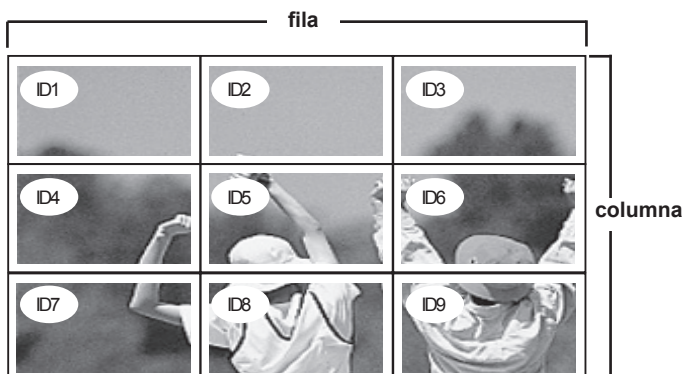 fila
ID1 ID2 ID3
ID4 ID5 ID6
columna
ID7 ID8 ID9